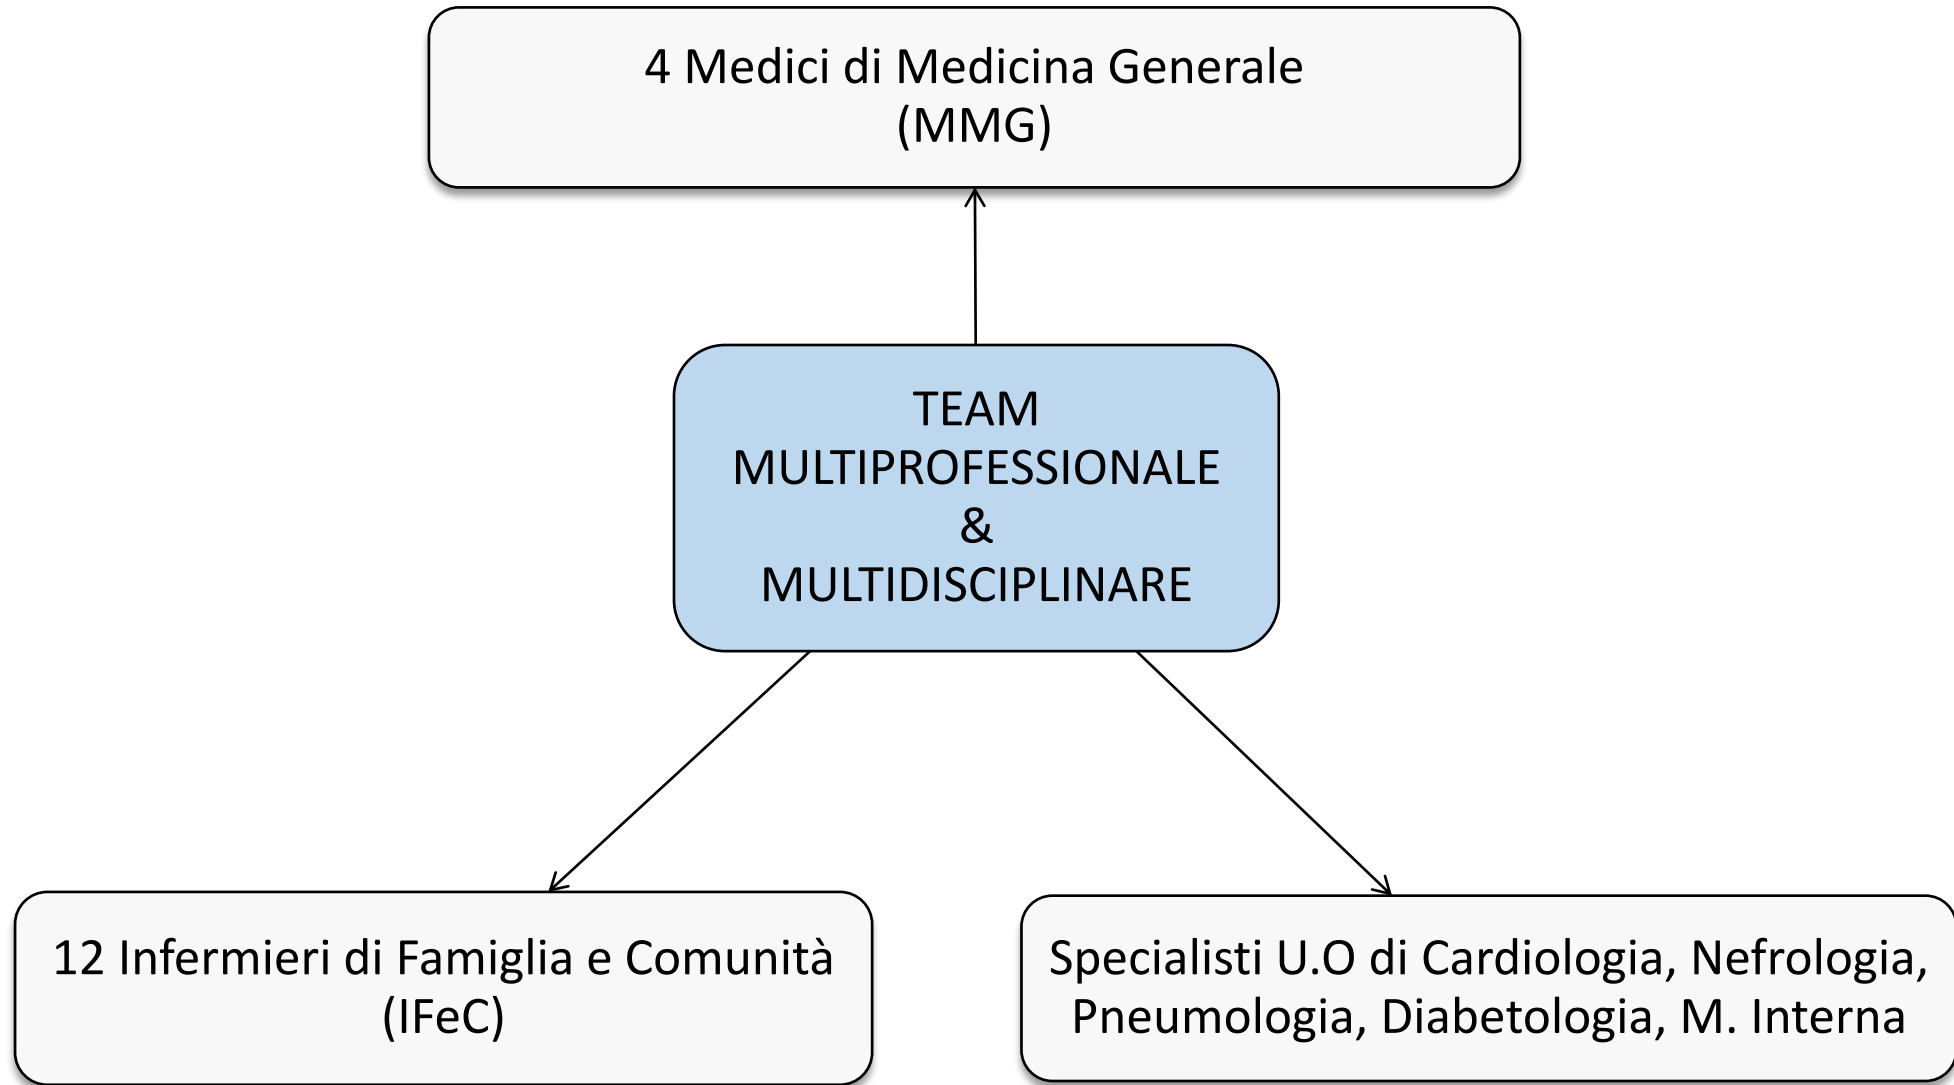 4 Medici di Medicina Generale
(MMG)
TEAM
MULTIPROFESSIONALE
&
MULTIDISCIPLINARE
12 Infermieri di Famiglia e Comunità
(IFeC)
Specialisti U.O di Cardiologia, Nefrologia,
Pneumologia, Diabetologia, M. Interna